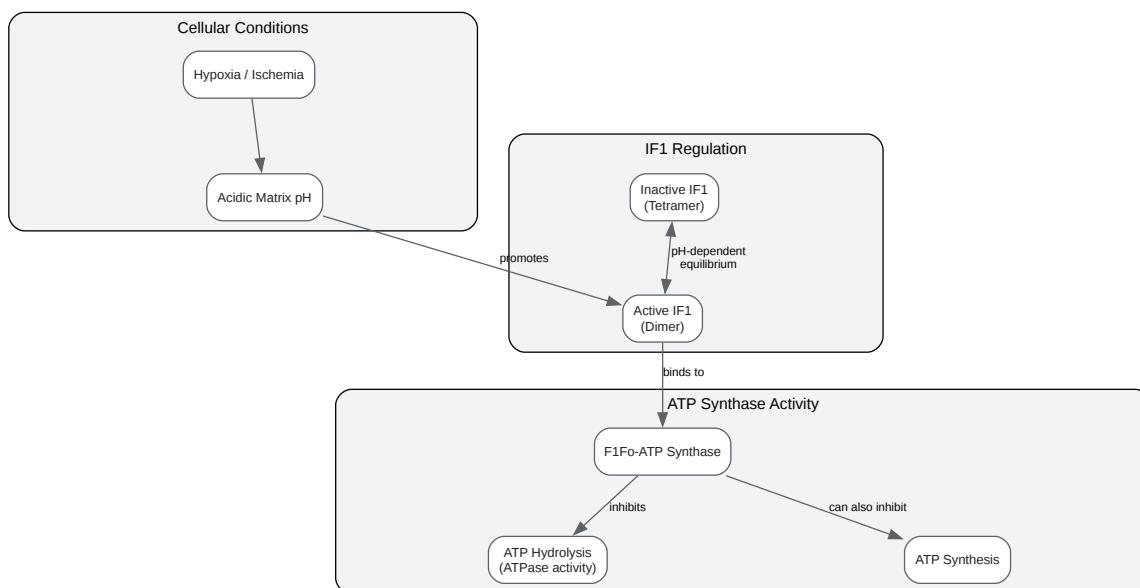 Cellular Conditions
Hypoxia / Ischemia
Acidic Matrix pH
promotes
IF1 Regulation
Inactive IF1
(Tetramer)
pH-dependent
equilibrium
Active IF1
(Dimer)
binds to
ATP Synthase Activity
F1Fo-ATP Synthase
inhibits
can also inhibit
ATP Hydrolysis
(ATPase activity)
ATP Synthesis